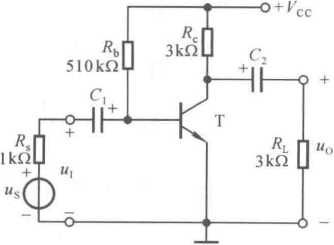 +V_CC
R_b
510kΩ
R_c
3kΩ
C_1
+
+
C_2
+
T
R_s
1kΩ
+
u_S
−
+
u_I
−
R_L
3kΩ
u_O
−